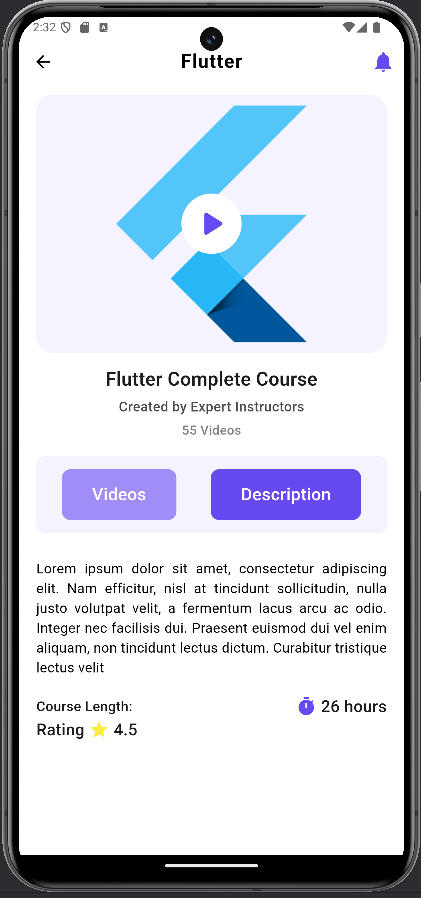 2:32
Flutter
Flutter Complete Course
Created by Expert Instructors
55 Videos
Videos
Description
Lorem ipsum dolor sit amet, consectetur adipiscing
elit. Nam efficitur, nisl at tincidunt sollicitudin, nulla
justo volutpat velit, a fermentum lacus arcu ac odio.
Integer nec facilisis dui. Praesent euismod dui vel enim
aliquam, non tincidunt lectus dictum. Curabitur tristique
lectus velit
Course Length:
26 hours
Rating ⭐ 4.5